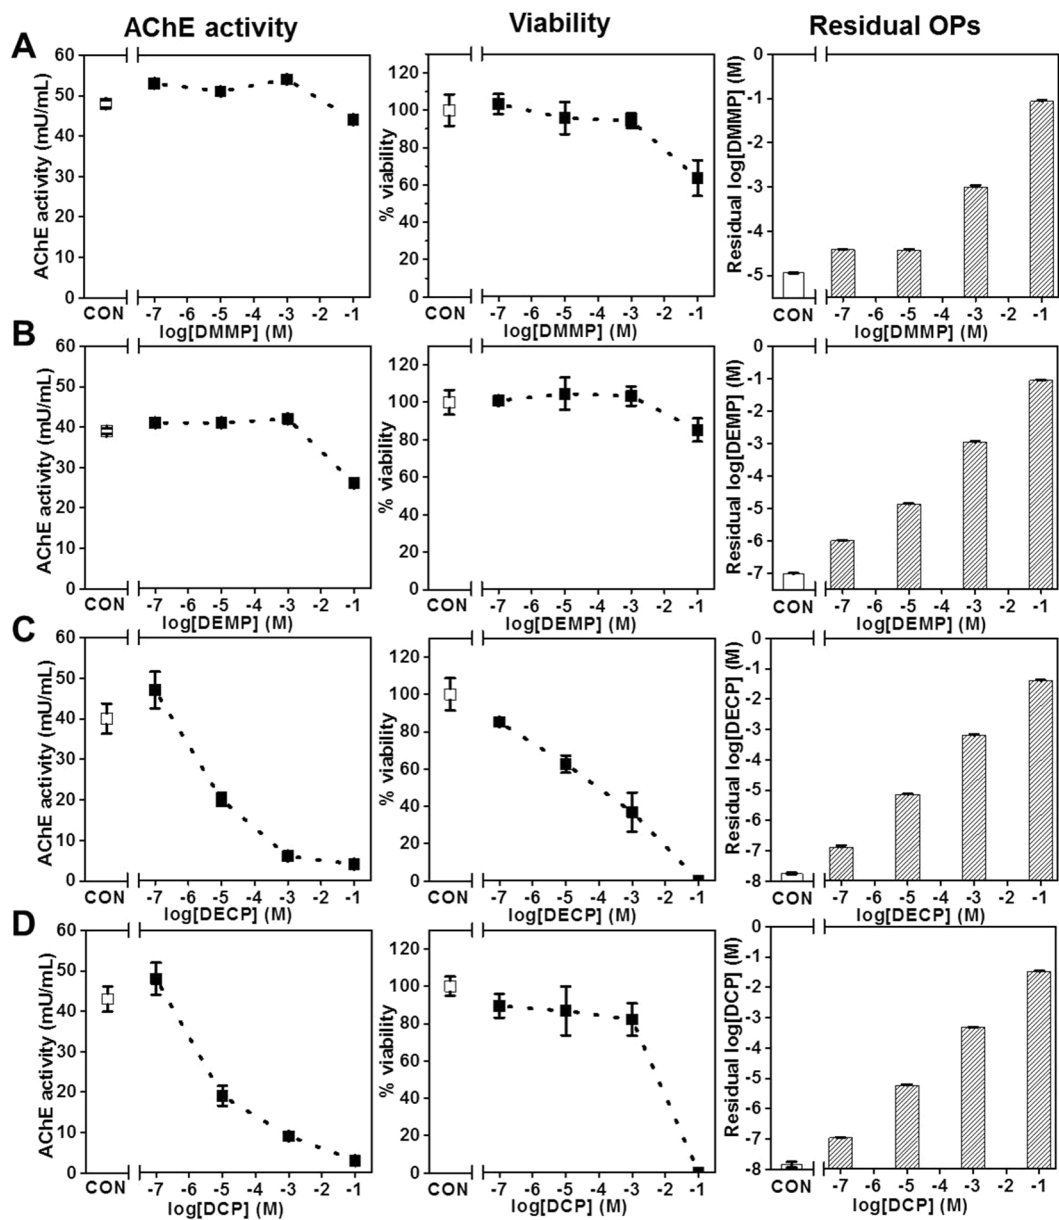 AChE activity
Viability
Residual OPs
A
AChE activity (mU/mL)
60
50
40
30
20
10
0
CON -7 -6 -5 -4 -3 -2 -1
log[DMMP] (M)
% viability
120
100
80
60
40
20
0
CON -7 -6 -5 -4 -3 -2 -1
log[DMMP] (M)
Residual log[DMMP] (M)
0
-1
-2
-3
-4
-5
CON -7 -6 -5 -4 -3 -2 -1
log[DMMP] (M)
B
AChE activity (mU/mL)
60
50
40
30
20
10
0
CON -7 -6 -5 -4 -3 -2 -1
log[DEMP] (M)
% viability
120
100
80
60
40
20
0
CON -7 -6 -5 -4 -3 -2 -1
log[DEMP] (M)
Residual log[DEMP] (M)
0
-1
-2
-3
-4
-5
-6
-7
CON -7 -6 -5 -4 -3 -2 -1
log[DEMP] (M)
C
AChE activity (mU/mL)
60
50
40
30
20
10
0
CON -7 -6 -5 -4 -3 -2 -1
log[DECP] (M)
% viability
120
100
80
60
40
20
0
CON -7 -6 -5 -4 -3 -2 -1
log[DECP] (M)
Residual log[DECP] (M)
0
-1
-2
-3
-4
-5
-6
-7
-8
CON -7 -6 -5 -4 -3 -2 -1
log[DECP] (M)
D
AChE activity (mU/mL)
60
50
40
30
20
10
0
CON -7 -6 -5 -4 -3 -2 -1
log[DCP] (M)
% viability
120
100
80
60
40
20
0
CON -7 -6 -5 -4 -3 -2 -1
log[DCP] (M)
Residual log[DCP] (M)
0
-1
-2
-3
-4
-5
-6
-7
-8
CON -7 -6 -5 -4 -3 -2 -1
log[DCP] (M)